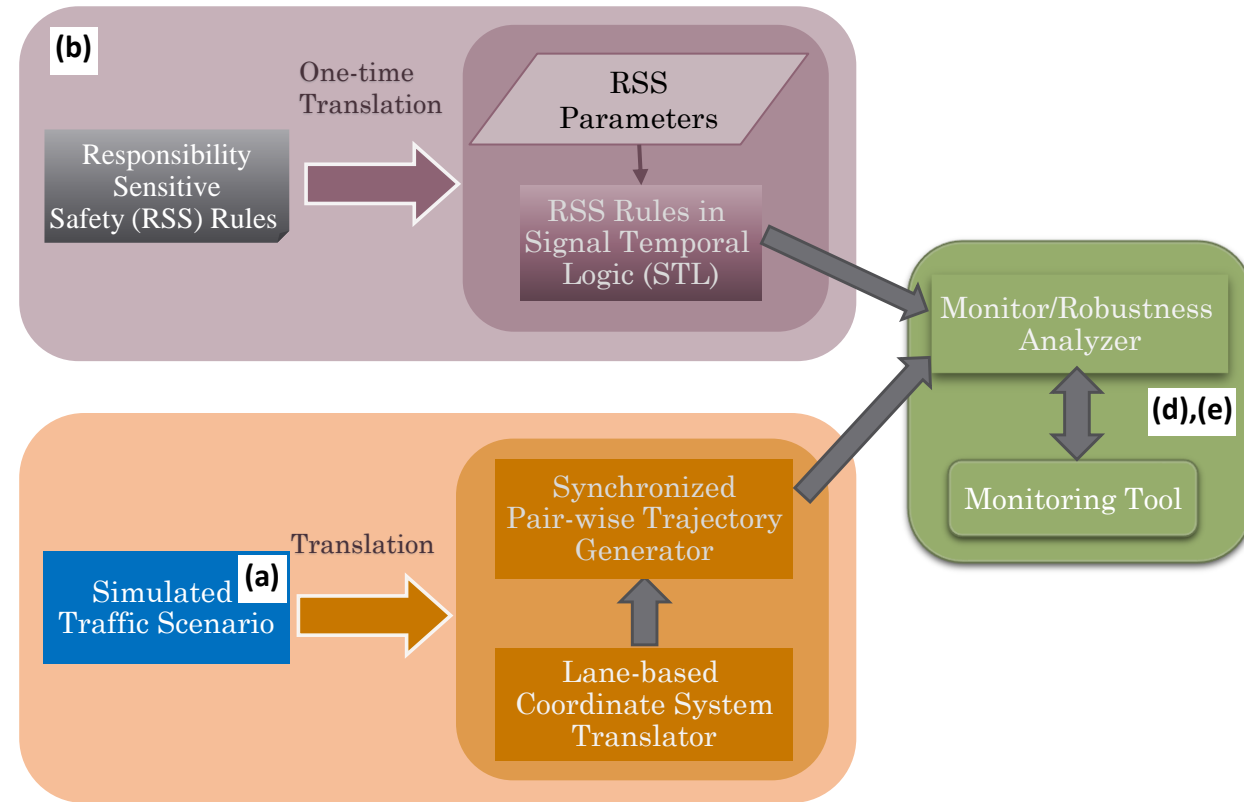 (b)
One-time
Translation
RSS
Parameters
Responsibility
Sensitive
Safety (RSS) Rules
RSS Rules in
Signal Temporal
Logic (STL)
Monitor/Robustness
Analyzer
(d),(e)
Monitoring Tool
Synchronized
Pair-wise Trajectory
Generator
Translation
(a)
Simulated
Traffic Scenario
Lane-based
Coordinate System
Translator